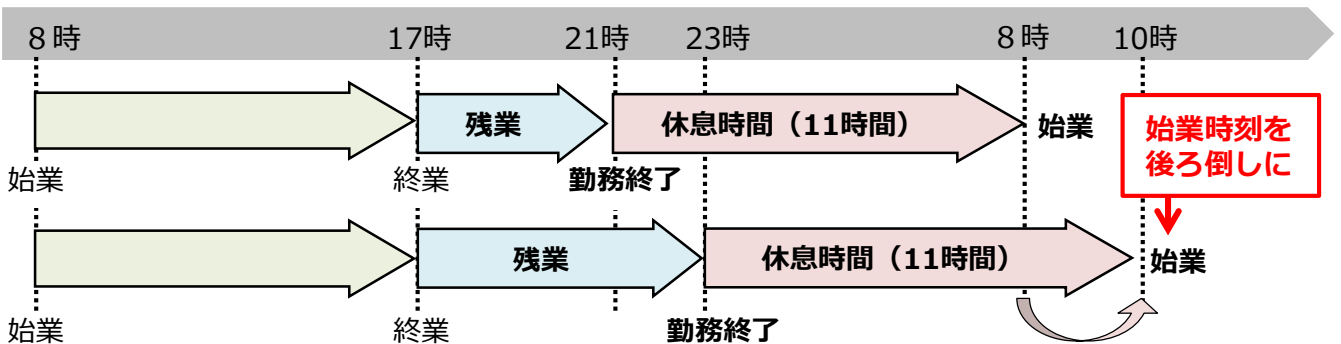 8時 17時 21時 23時 8時 10時
残業 休息時間（11時間） 始業
始業時刻を
後ろ倒しに
始業 終業 勤務終了
残業 休息時間（11時間） 始業
始業 終業 勤務終了